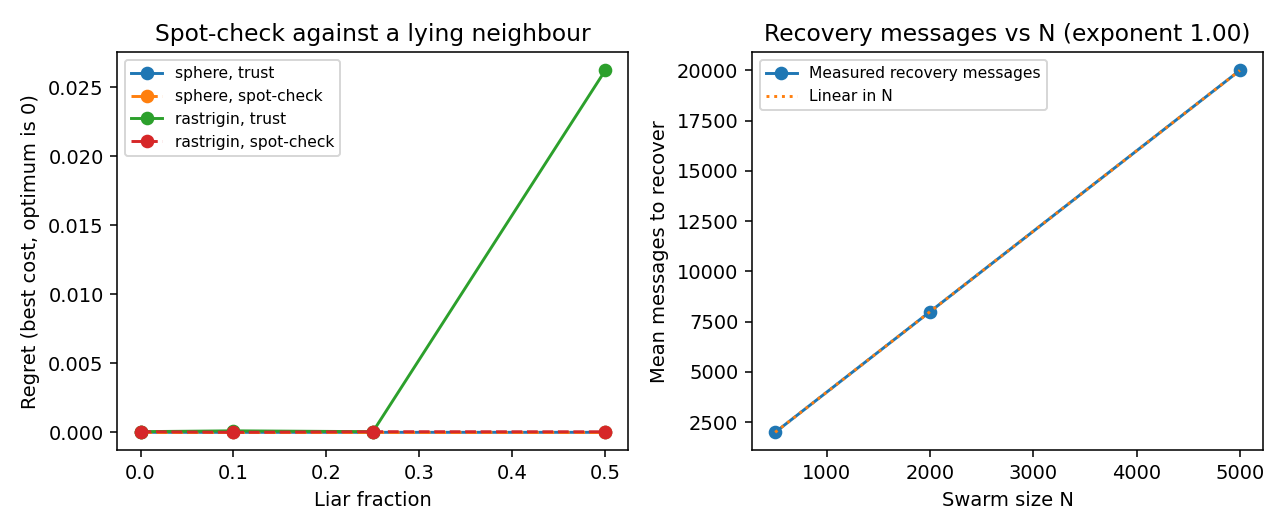 Spot-check against a lying neighbour
sphere, trust
sphere, spot-check
rastrigin, trust
rastrigin, spot-check
Regret (best cost, optimum is 0)
0.025
0.020
0.015
0.010
0.005
0.000
0.0 0.1 0.2 0.3 0.4 0.5
Liar fraction
Recovery messages vs N (exponent 1.00)
Measured recovery messages
Linear in N
Mean messages to recover
20000
17500
15000
12500
10000
7500
5000
2500
1000 2000 3000 4000 5000
Swarm size N